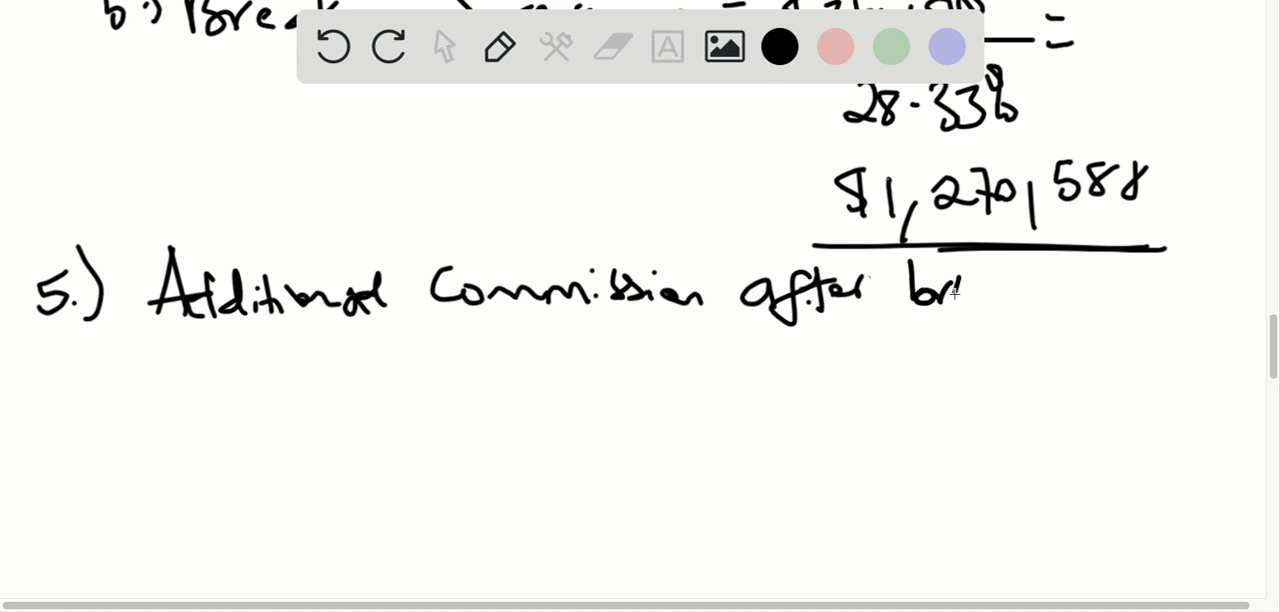 b.)
28.33%
$1,270,588
5.) Additional Commission after br
A